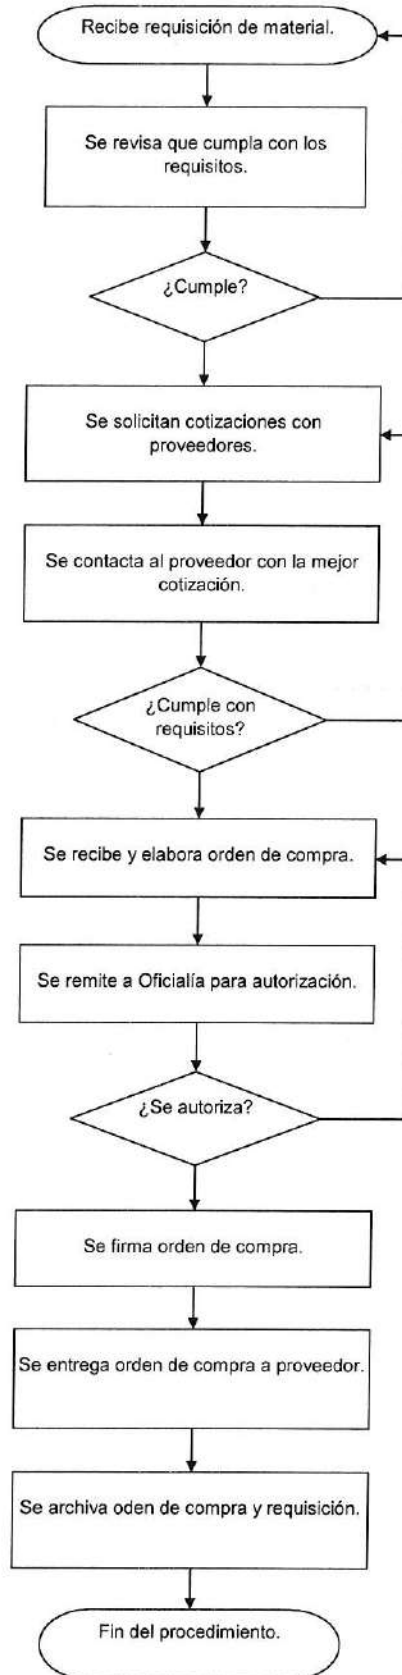 Recibe requisición de material.
Se revisa que cumpla con los
requisitos.
¿Cumple?
Se solicitan cotizaciones con
proveedores.
Se contacta al proveedor con la mejor
cotización.
¿Cumple con
requisitos?
Se recibe y elabora orden de compra.
Se remite a Oficialía para autorización.
¿Se autoriza?
Se firma orden de compra.
Se entrega orden de compra a proveedor.
Se archiva oden de compra y requisición.
Fin del procedimiento.